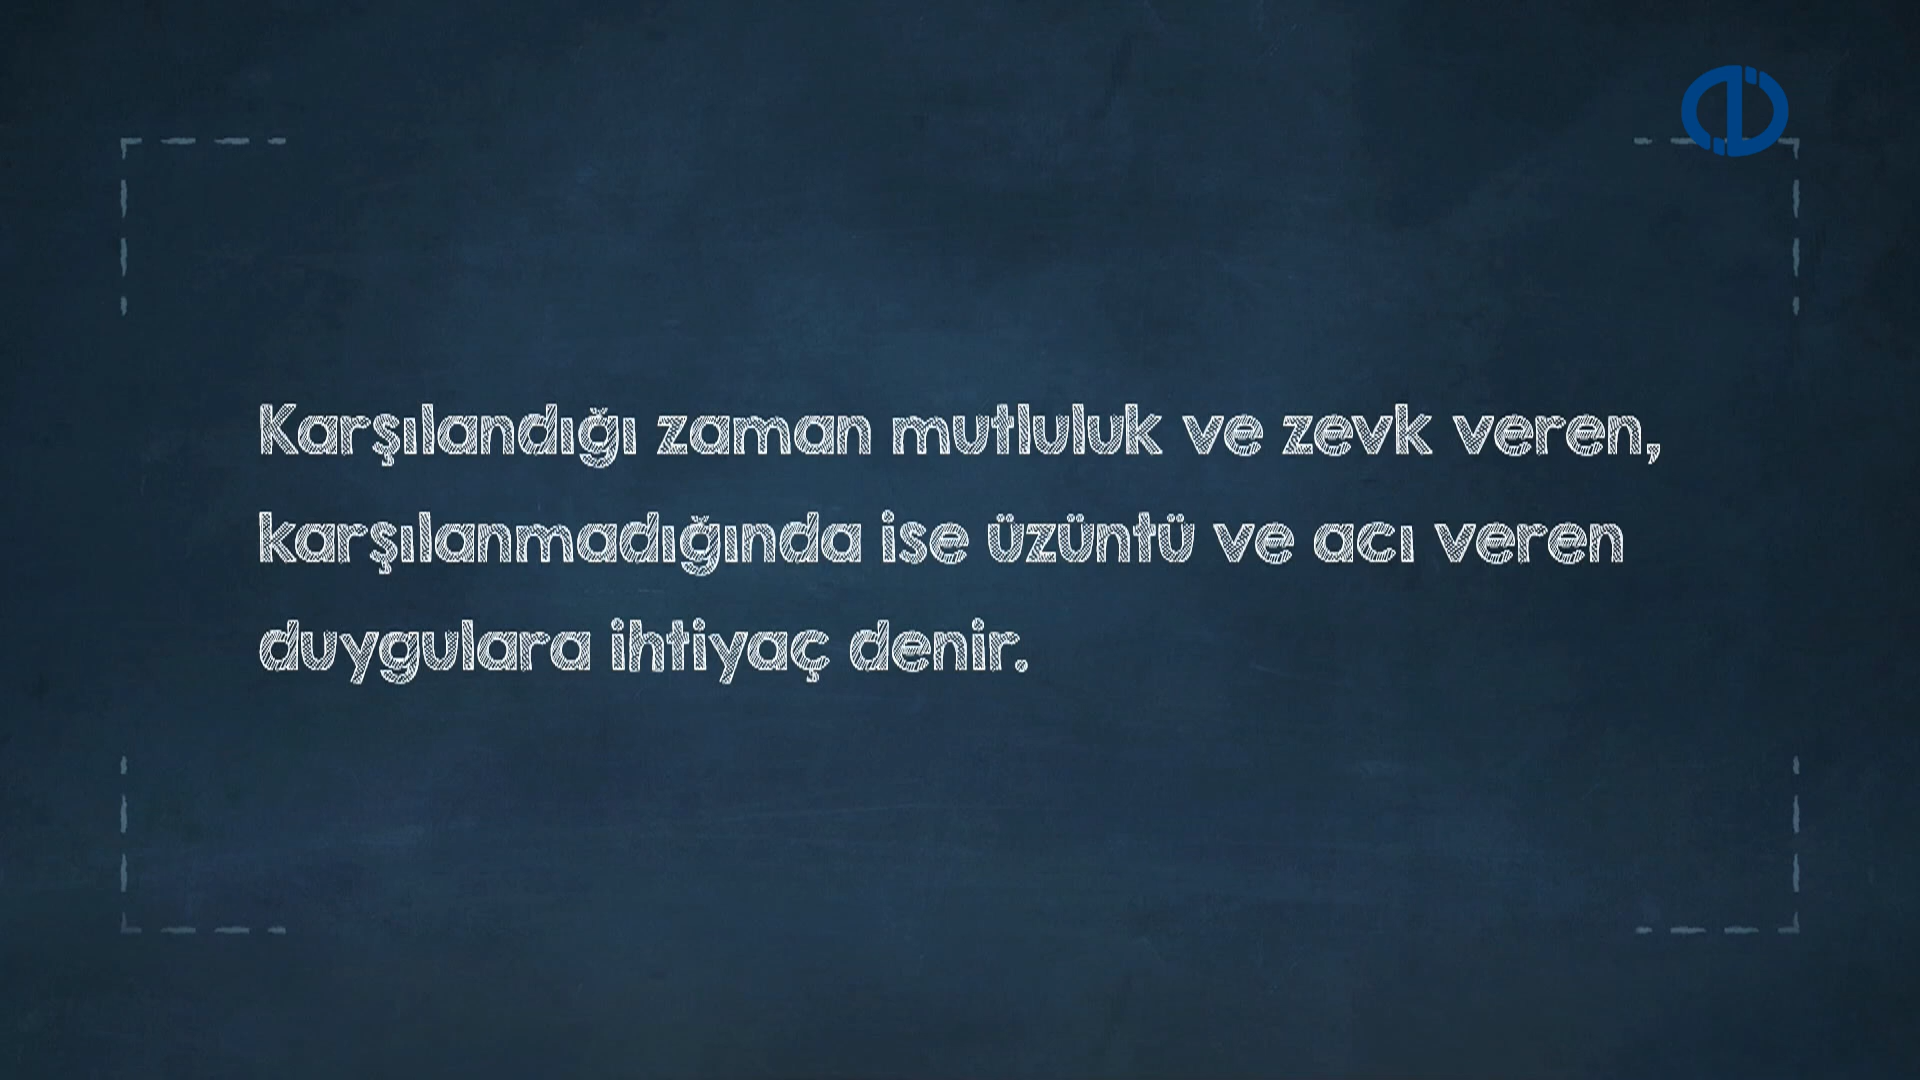 Karşılandığı zaman mutluluk ve zevk veren,
karşılanmadığında ise üzüntü ve acı veren
duygulara ihtiyaç denir.